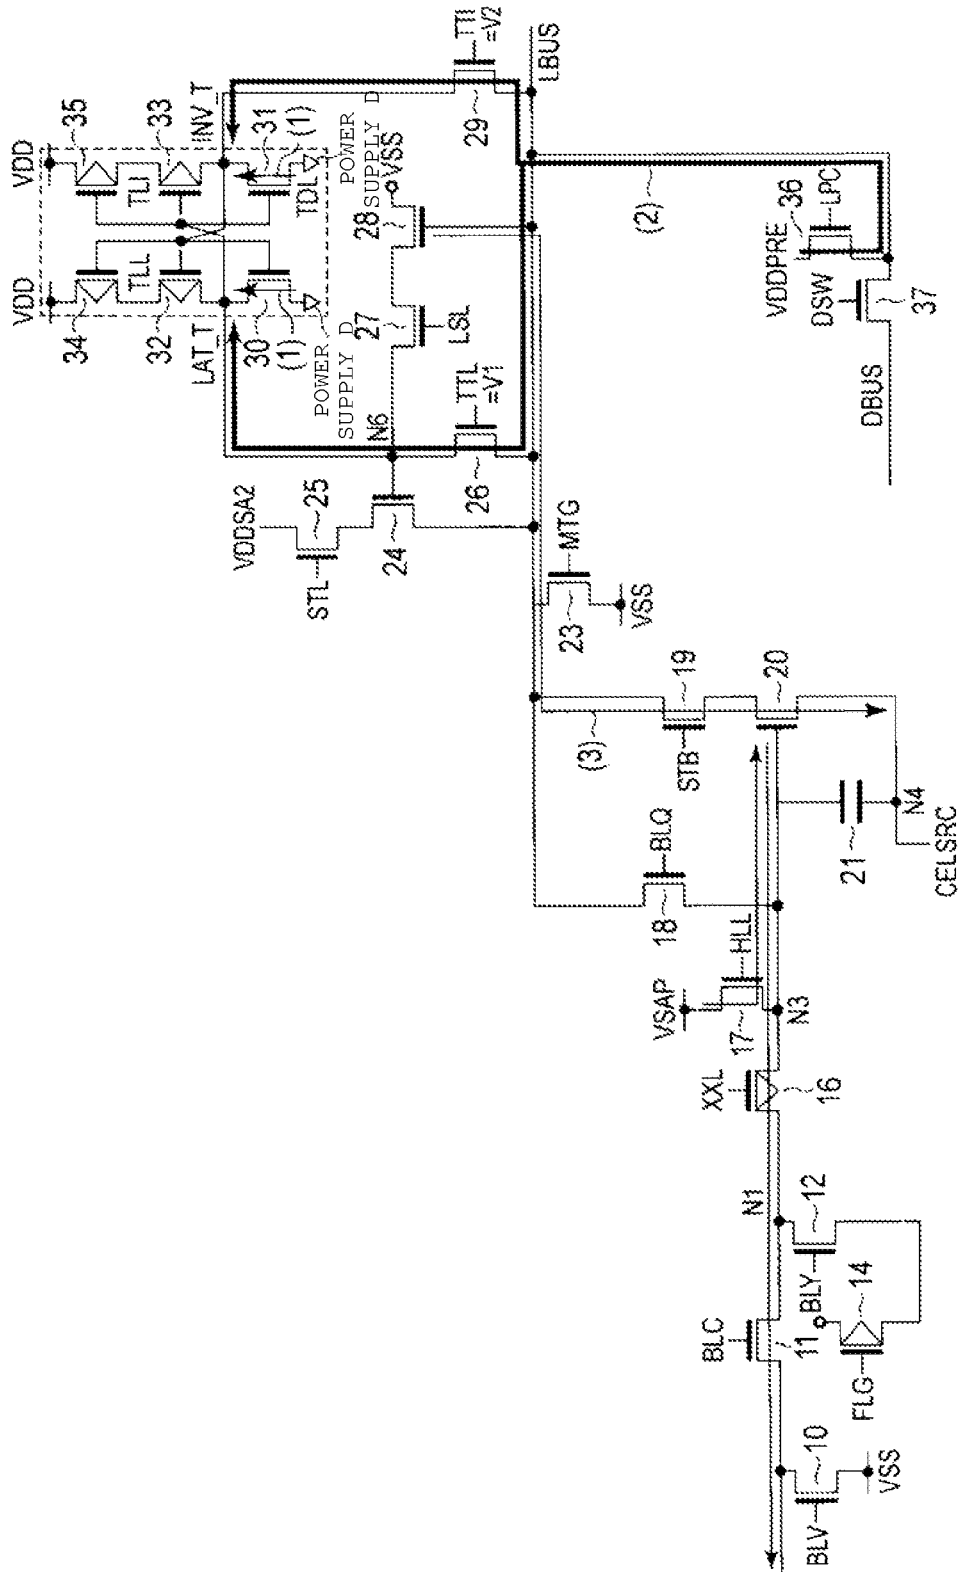 VDD
VDD
34
35
TLL
TLI
32
33
LAT_T
INV_T
30
31
(1)
(1)
TDL
POWER
SUPPLY D
POWER
SUPPLY D
VDDSA2
STL
25
N6
27
28
VSS
24
LSL
TTL
=V1
TTI
=V2
26
29
LBUS
MTG
23
VSS
(2)
(3)
19
STB
20
BLQ
18
VSAP
HLL
17
XXL
16
N3
N1
BLC
11
BLY
12
14
FLG
BLV
10
VSS
21
N4
CELSRC
VDDPRE
36
LPC
DSW
37
DBUS